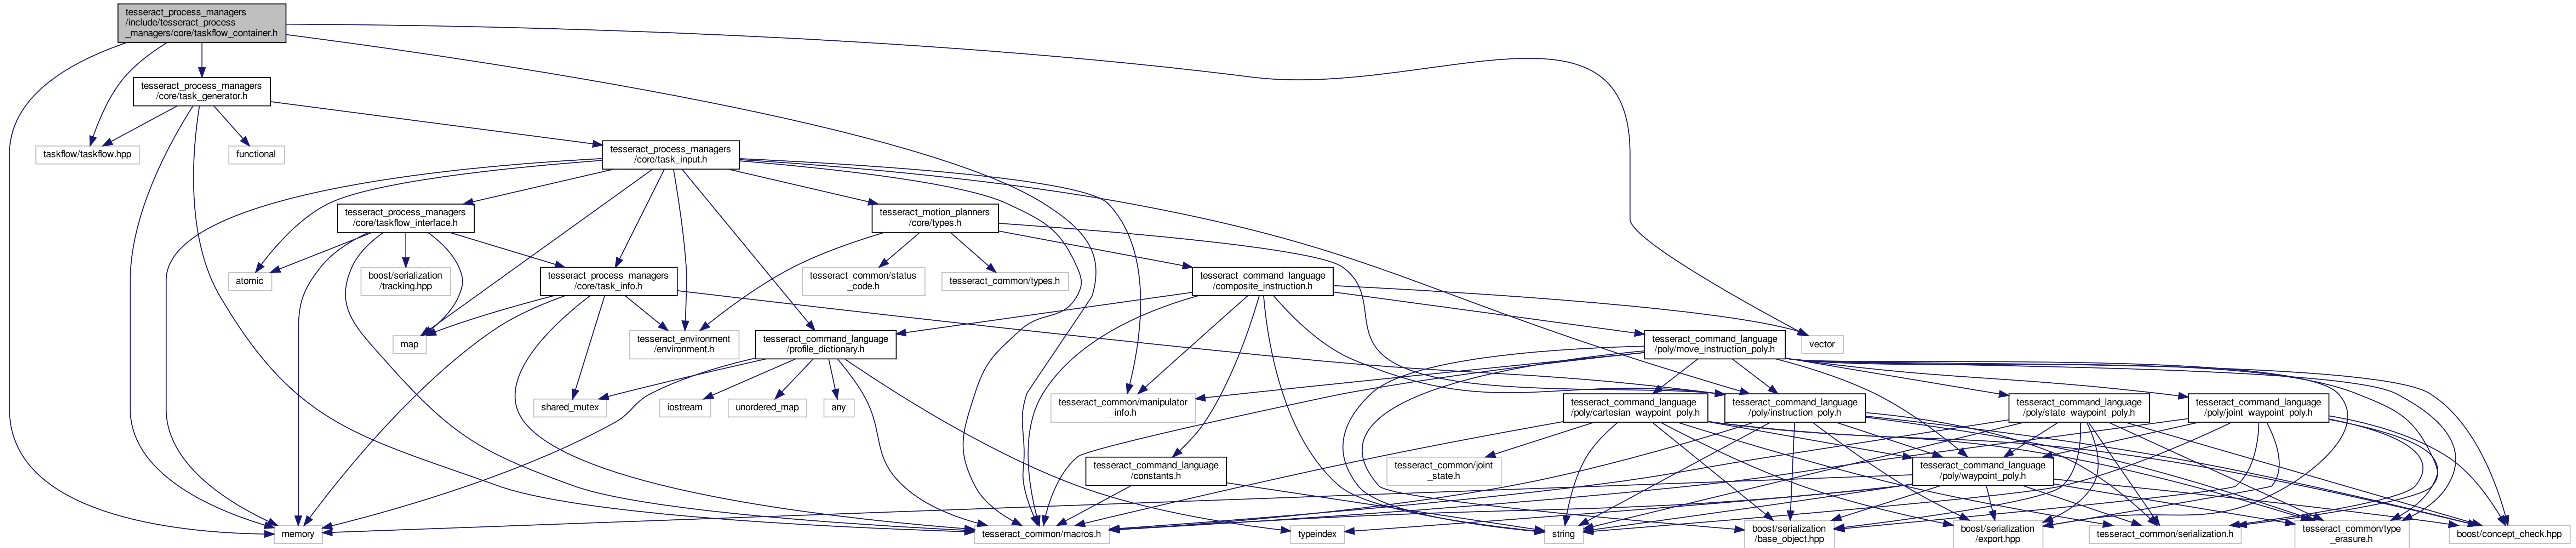 tesseract_process_managers
/include/tesseract_process
_managers/core/taskflow_container.h
tesseract_process_managers
/core/task_generator.h
taskflow/taskflow.hpp
functional
tesseract_process_managers
/core/task_input.h
tesseract_process_managers
/core/taskflow_interface.h
tesseract_motion_planners
/core/types.h
atomic
boost/serialization
/tracking.hpp
tesseract_process_managers
/core/task_info.h
tesseract_common/status
_code.h
tesseract_common/types.h
tesseract_command_language
/composite_instruction.h
map
tesseract_environment
/environment.h
tesseract_command_language
/profile_dictionary.h
tesseract_command_language
/poly/move_instruction_poly.h
vector
shared_mutex
iostream
unordered_map
any
tesseract_common/manipulator
_info.h
tesseract_command_language
/poly/cartesian_waypoint_poly.h
tesseract_command_language
/poly/instruction_poly.h
tesseract_command_language
/poly/state_waypoint_poly.h
tesseract_command_language
/poly/joint_waypoint_poly.h
tesseract_command_language
/constants.h
tesseract_common/joint
_state.h
tesseract_command_language
/poly/waypoint_poly.h
memory
tesseract_common/macros.h
typeindex
string
boost/serialization
/base_object.hpp
boost/serialization
/export.hpp
tesseract_common/serialization.h
tesseract_common/type
_erasure.h
boost/concept_check.hpp